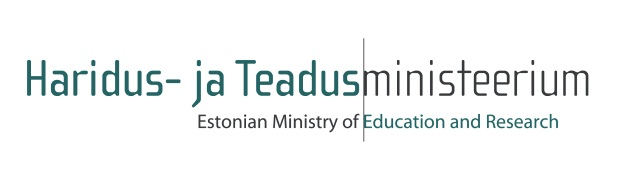 Haridus- ja Teadusministeerium
Estonian Ministry of Education and Research